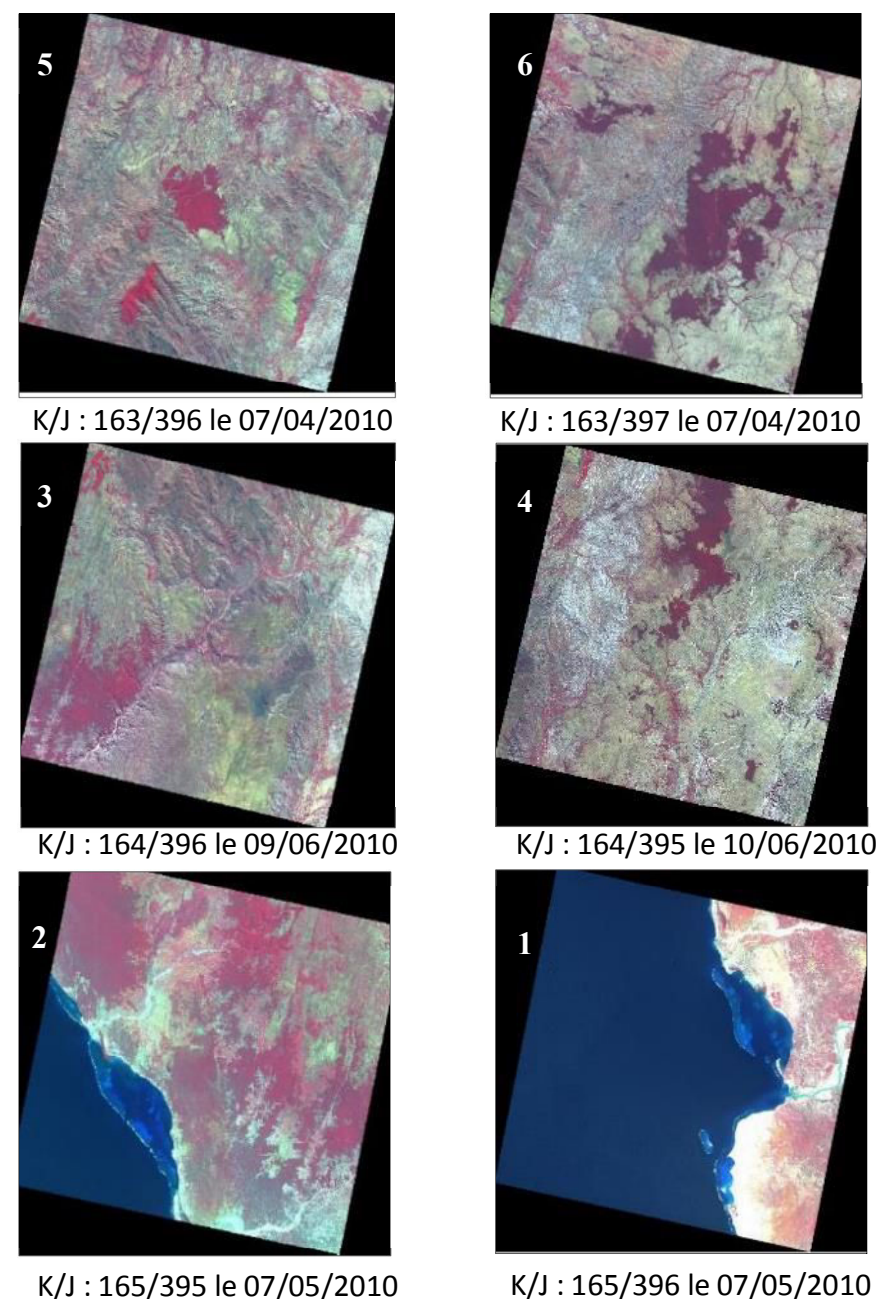 5
6
K/J : 163/396 le 07/04/2010
K/J : 163/397 le 07/04/2010
3
4
K/J : 164/396 le 09/06/2010
K/J : 164/395 le 10/06/2010
2
1
K/J : 165/395 le 07/05/2010
K/J : 165/396 le 07/05/2010